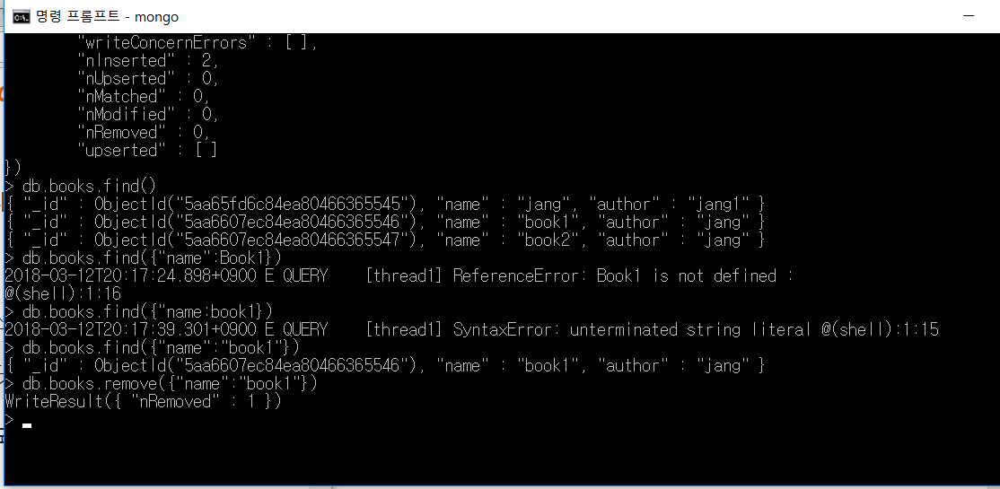 명령 프롬프트 - mongo
"writeConcernErrors" : [ ],
"nInserted" : 2,
"nUpserted" : 0,
"nMatched" : 0,
"nModified" : 0,
"nRemoved" : 0,
"upserted" : [ ]
})
> db.books.find()
{ "_id" : ObjectId("5aa65fd6c84ea80466365545"), "name" : "jang", "author" : "jang1" }
{ "_id" : ObjectId("5aa6607ec84ea80466365546"), "name" : "book1", "author" : "jang" }
{ "_id" : ObjectId("5aa6607ec84ea80466365547"), "name" : "book2", "author" : "jang" }
> db.books.find({"name":Book1})
2018-03-12T20:17:24.898+0900 E QUERY    [thread1] ReferenceError: Book1 is not defined :
@(shell):1:16
> db.books.find({"name:book1})
2018-03-12T20:17:39.301+0900 E QUERY    [thread1] SyntaxError: unterminated string literal @(shell):1:15
> db.books.find({"name":"book1"})
{ "_id" : ObjectId("5aa6607ec84ea80466365546"), "name" : "book1", "author" : "jang" }
> db.books.remove({"name":"book1"})
WriteResult({ "nRemoved" : 1 })
>